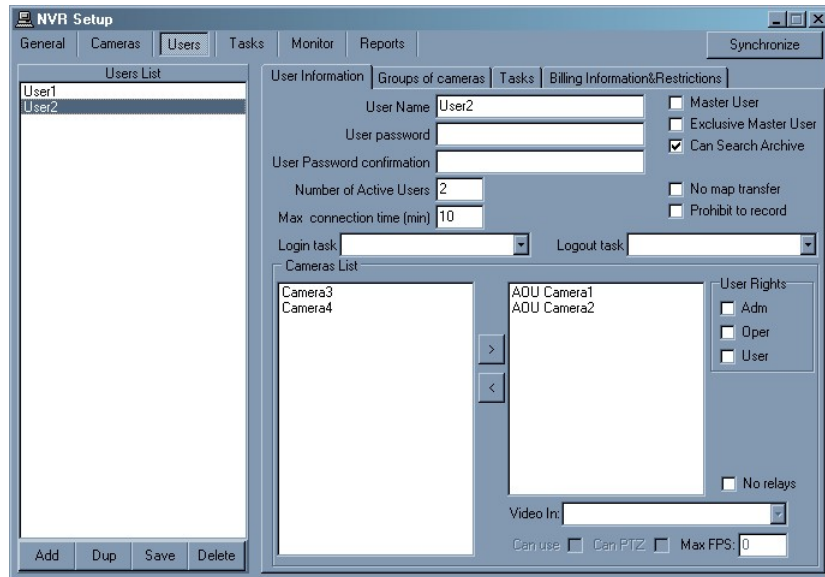 NVR Setup
General Cameras Users Tasks Monitor Reports Synchronize
Users List
User1
User2
Add Dup Save Delete
User Information Groups of cameras Tasks Billing Information&Restrictions
User Name User2
User password
User Password confirmation
Number of Active Users 2
Max connection time (min) 10
Master User
Exclusive Master User
Can Search Archive
No map transfer
Prohibit to record
Login task Logout task
Cameras List
Camera3
Camera4
>
<
AOU Camera1
AOU Camera2
User Rights
Adm
Oper
User
No relays
Video In:
Can use Can PTZ Max FPS: 0